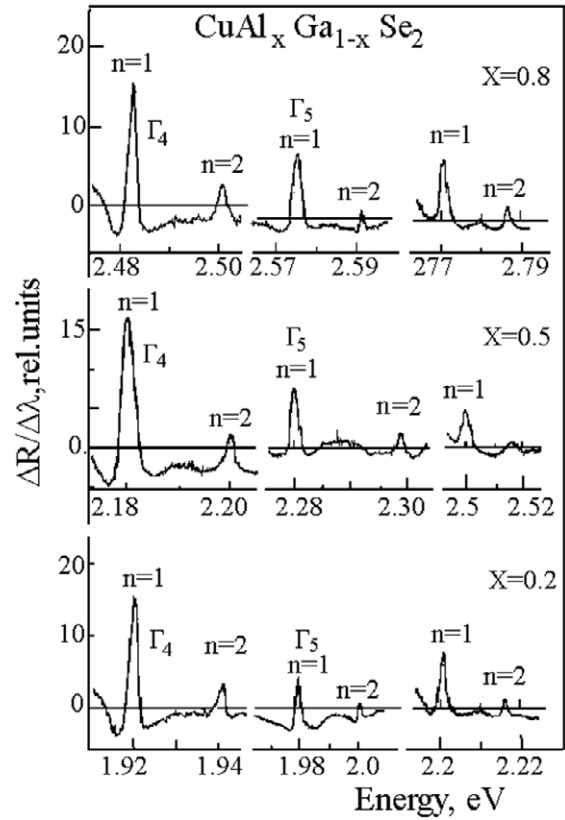 CuAlₓ Ga₁₋ₓ Se₂
20
n=1
Γ₄
n=2
Γ₅
n=1
n=2
n=1
n=2
X=0.8
10
0
2.48
2.50
2.57
2.59
277
2.79
n=1
Γ₄
n=2
Γ₅
n=1
n=2
n=1
X=0.5
15
0
2.18
2.20
2.28
2.30
2.5
2.52
20
n=1
Γ₄
n=2
Γ₅
n=1
n=2
n=1
n=2
X=0.2
10
0
1.92
1.94
1.98
2.0
2.2
2.22
ΔR/Δλ,rel.units
Energy, eV